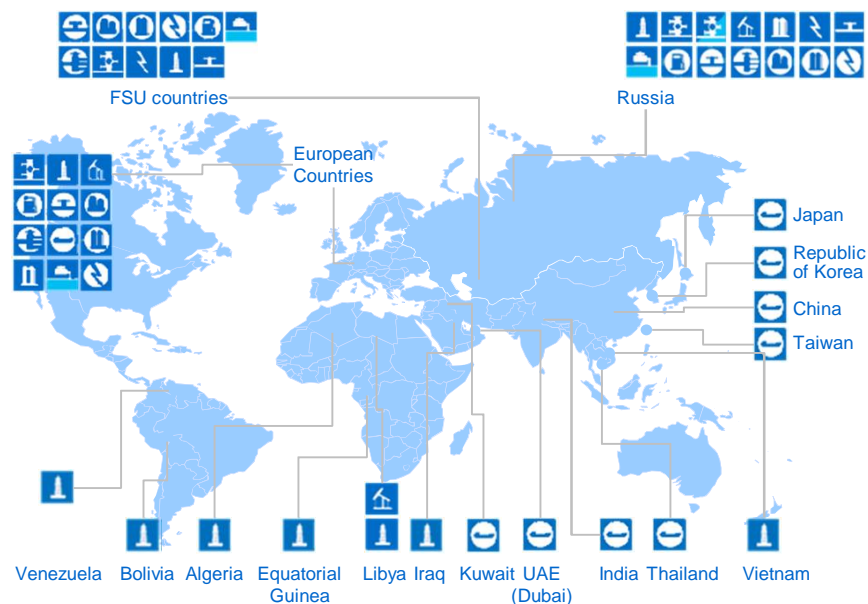 FSU countries
Russia
European
Countries
Japan
Republic
of Korea
China
Taiwan
Venezuela
Bolivia
Algeria
Equatorial
Guinea
Libya
Iraq
Kuwait
UAE
(Dubai)
India
Thailand
Vietnam